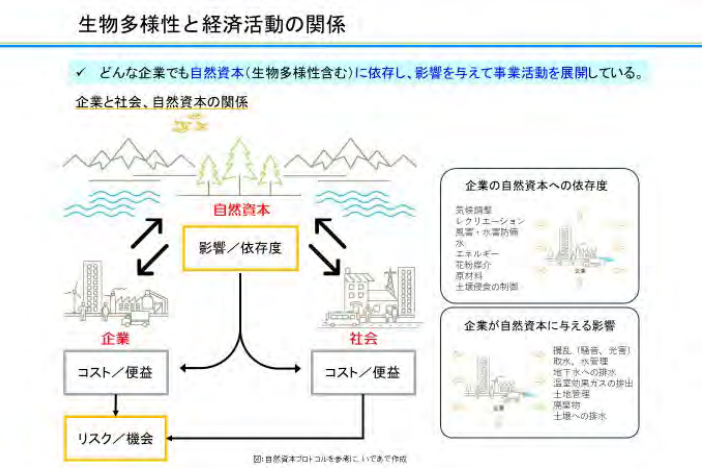 生物多様性と経済活動の関係
✓ どんな企業でも自然資本(生物多様性含む)に依存し、影響を与えて事業活動を展開している。
企業と社会、自然資本の関係
自然資本
影響／依存度
企業
社会
コスト／便益
コスト／便益
リスク／機会
企業の自然資本への依存度
気候調整
レクリエーション
風害・水害防備
水
エネルギー
花粉媒介
原材料
土壌侵食の制御
企業
企業が自然資本に与える影響
撹乱（騒音、光害）
取水、水管理
地下水への排水
温室効果ガスの排出
土地管理
廃棄物
土壌への排水
企業
図：自然資本プロトコルを参考に、いであで作成